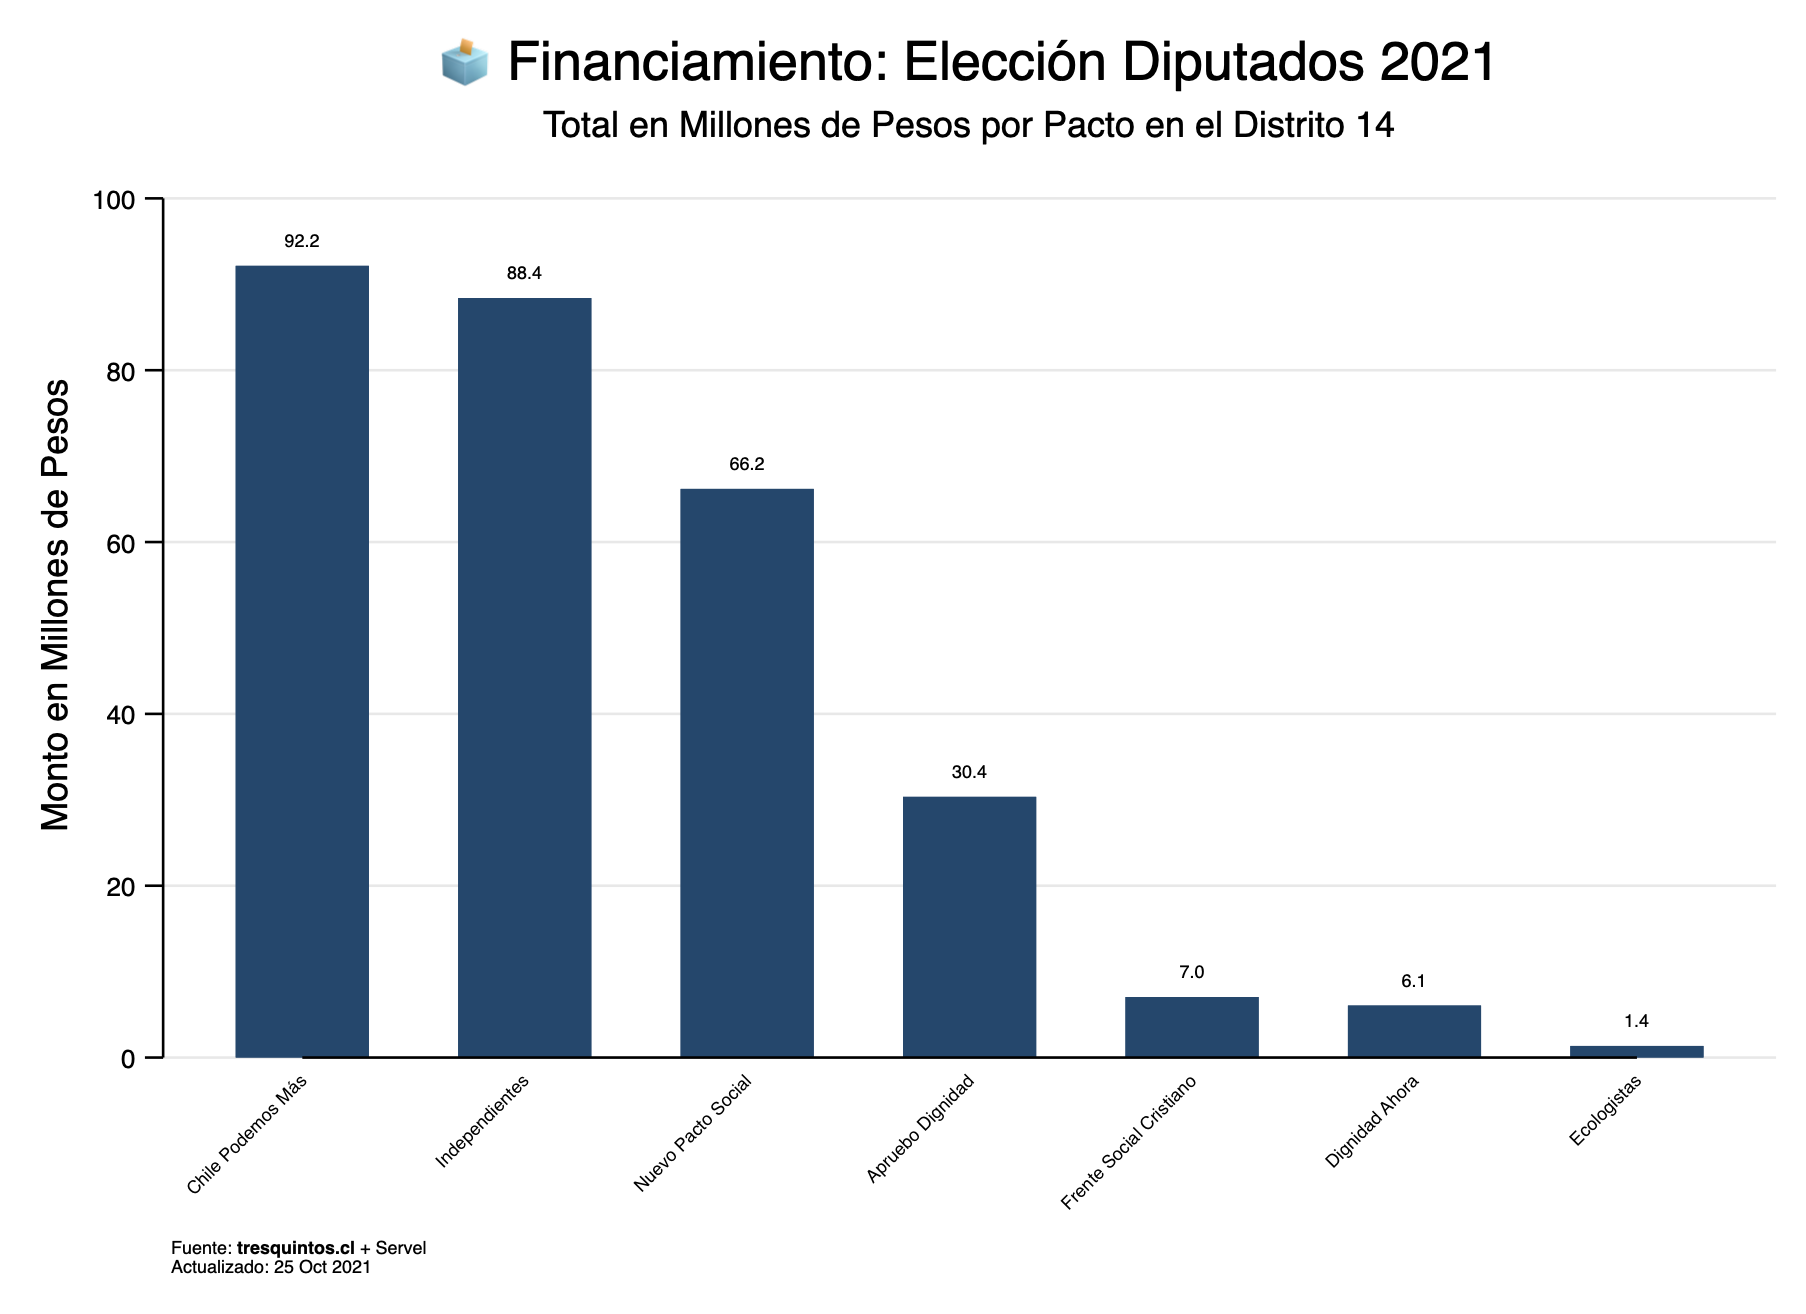 Financiamiento: Elección Diputados 2021
Total en Millones de Pesos por Pacto en el Distrito 14
Monto en Millones de Pesos
100
80
60
40
20
0
92.2
88.4
66.2
30.4
7.0
6.1
1.4
Chile Podemos Más
Independientes
Nuevo Pacto Social
Apruebo Dignidad
Frente Social Cristiano
Dignidad Ahora
Ecologistas
Fuente: tresquintos.cl + Servel
Actualizado: 25 Oct 2021